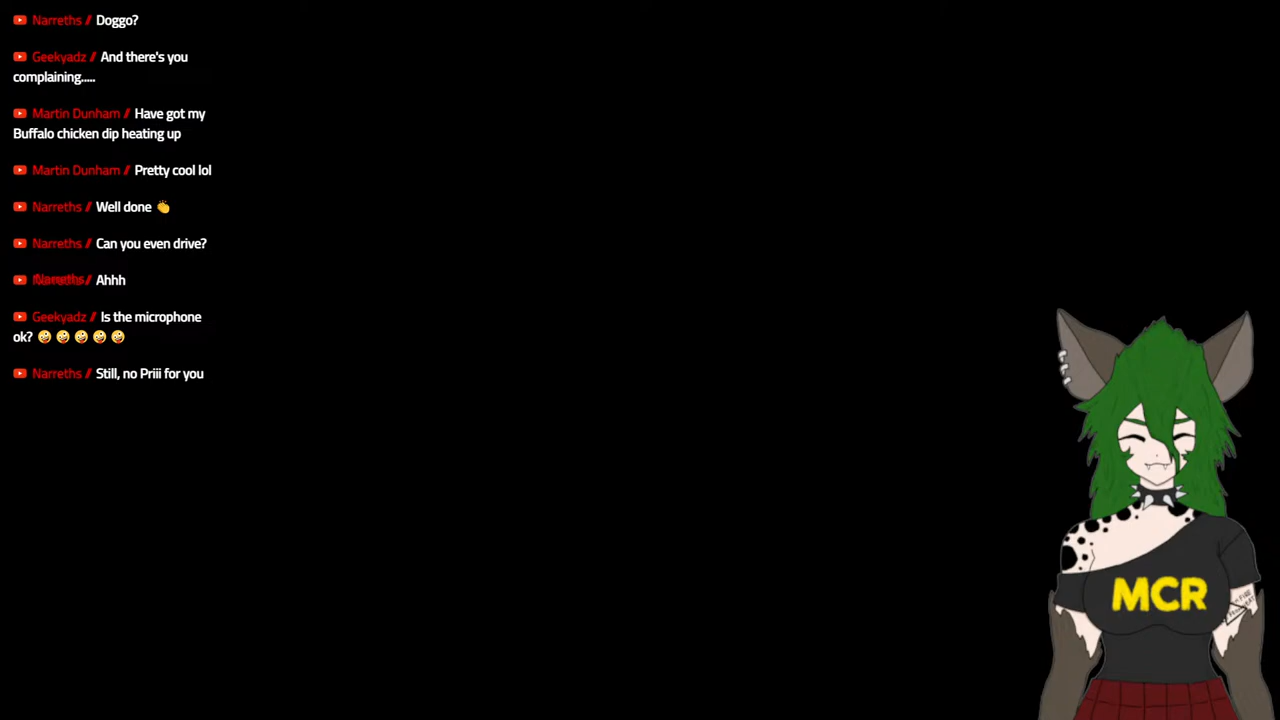 Narreths // Doggo?
Geekyadz // And there's you
complaining.....
Martin Dunham // Have got my
Buffalo chicken dip heating up
Martin Dunham // Pretty cool lol
Narreths // Well done 👏
Narreths // Can you even drive?
Narreths // Ahhh
Geekyadz // Is the microphone
ok? 🤪 🤪 🤪 🤪 🤪
Narreths // Still, no Priii for you
MCR